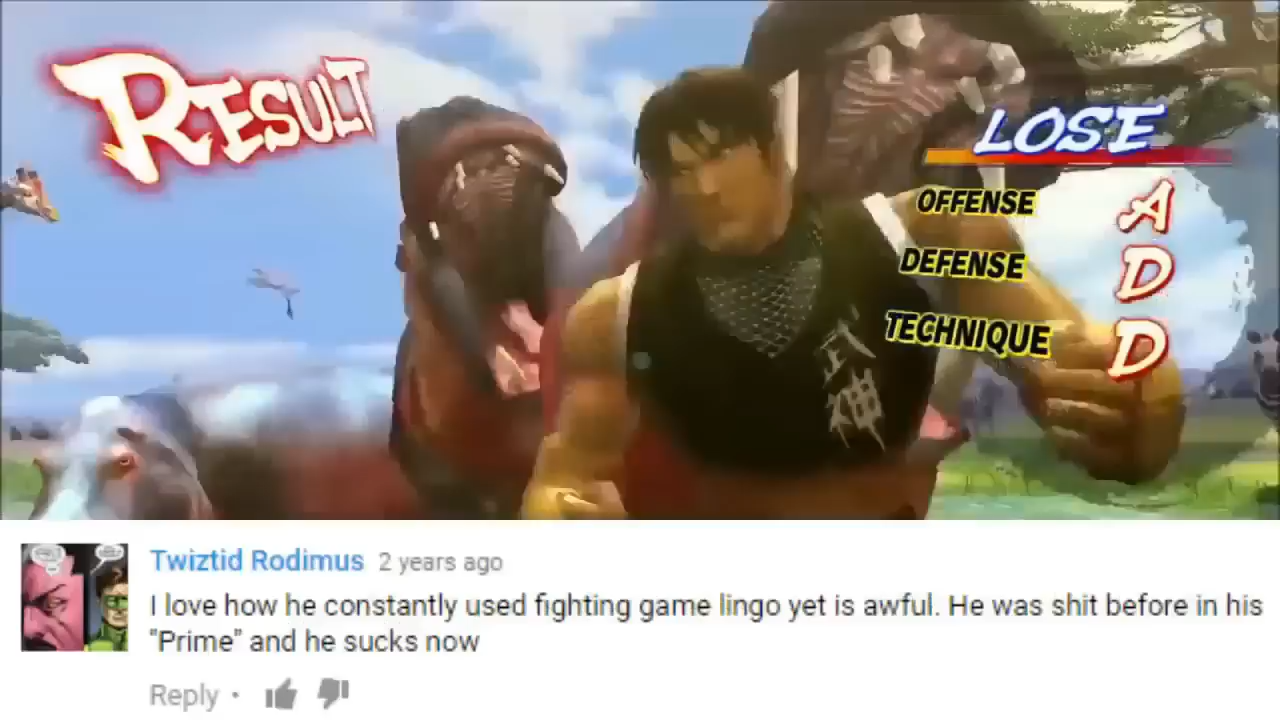 RESULT
LOSE
OFFENSE A
DEFENSE D
TECHNIQUE D
武神
Twiztid Rodimus 2 years ago
I love how he constantly used fighting game lingo yet is awful. He was shit before in his
"Prime" and he sucks now
Reply •